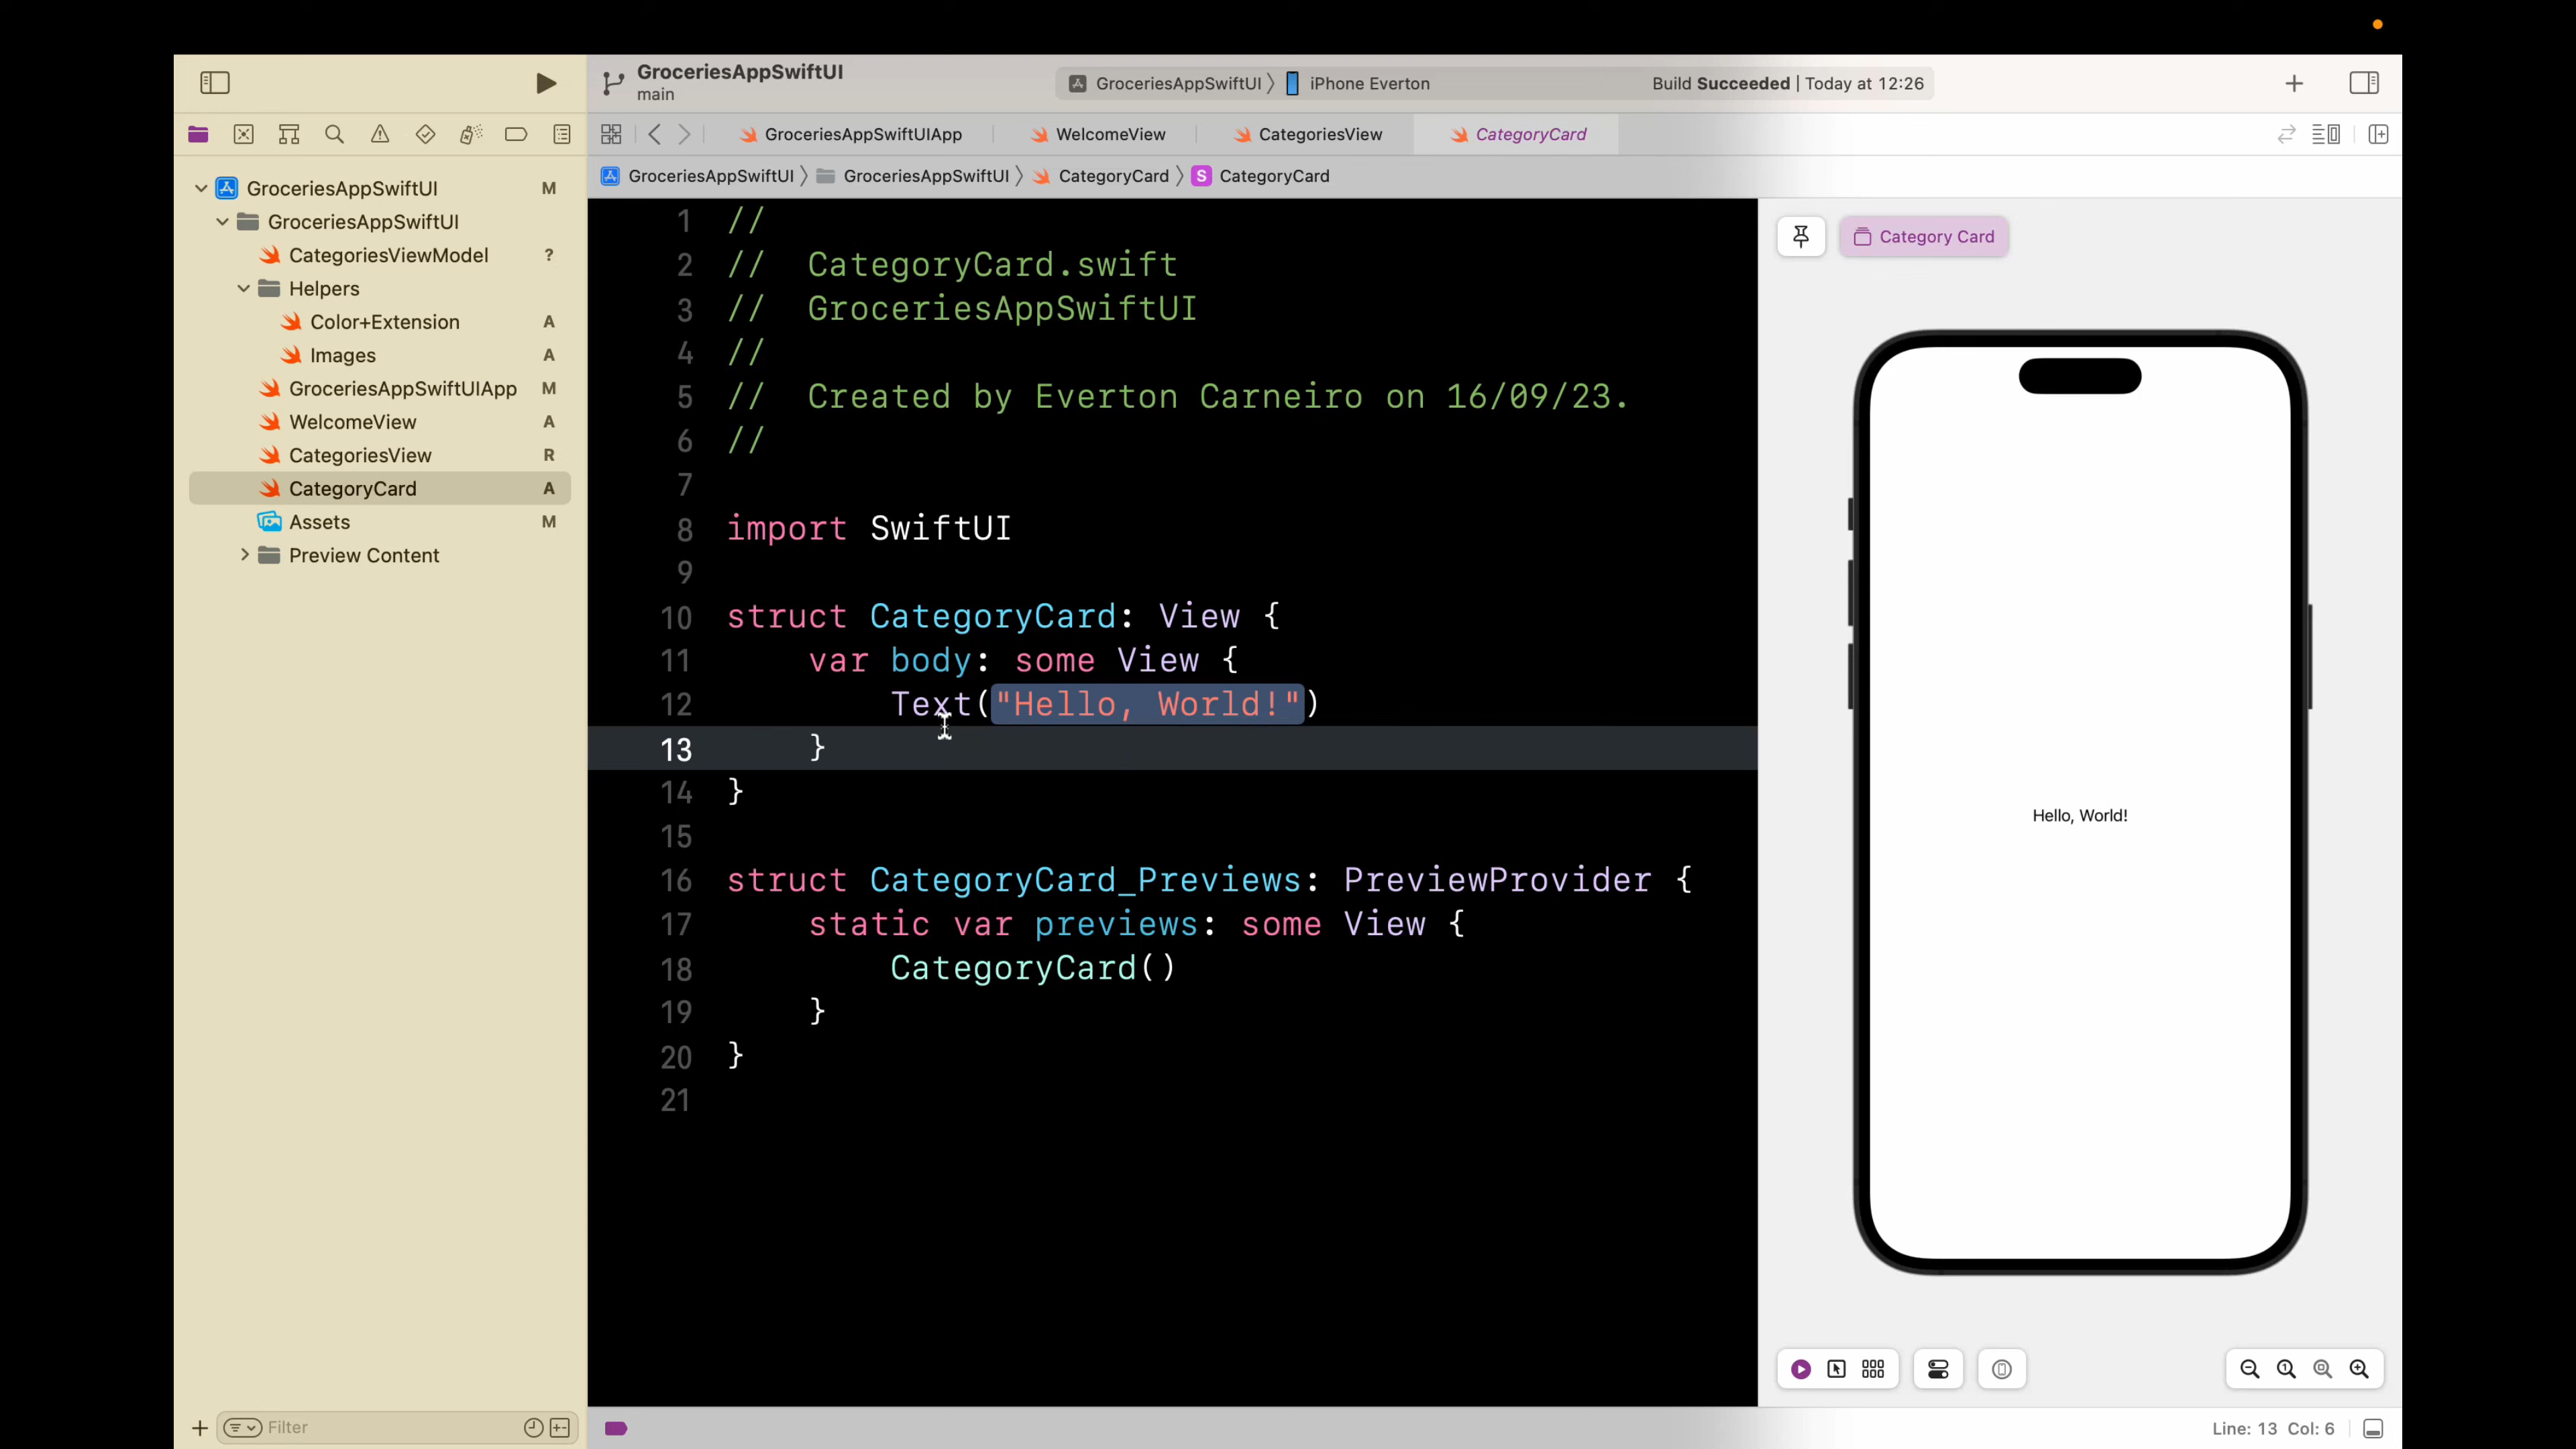 GroceriesAppSwiftUI
main
GroceriesAppSwiftUI
iPhone Everton
Build Succeeded | Today at 12:26
GroceriesAppSwiftUIApp
WelcomeView
CategoriesView
CategoryCard
GroceriesAppSwiftUI
GroceriesAppSwiftUI
CategoryCard
S CategoryCard
GroceriesAppSwiftUI M
GroceriesAppSwiftUI
CategoriesViewModel ?
Helpers
Color+Extension A
Images A
GroceriesAppSwiftUIApp M
WelcomeView A
CategoriesView R
CategoryCard A
Assets M
Preview Content
Filter
1 //
2 //  CategoryCard.swift
3 //  GroceriesAppSwiftUI
4 //
5 //  Created by Everton Carneiro on 16/09/23.
6 //
7
8 import SwiftUI
9
10 struct CategoryCard: View {
11     var body: some View {
12         Text("Hello, World!")
13     }
14 }
15
16 struct CategoryCard_Previews: PreviewProvider {
17     static var previews: some View {
18         CategoryCard()
19     }
20 }
21
Category Card
Hello, World!
Line: 13 Col: 6